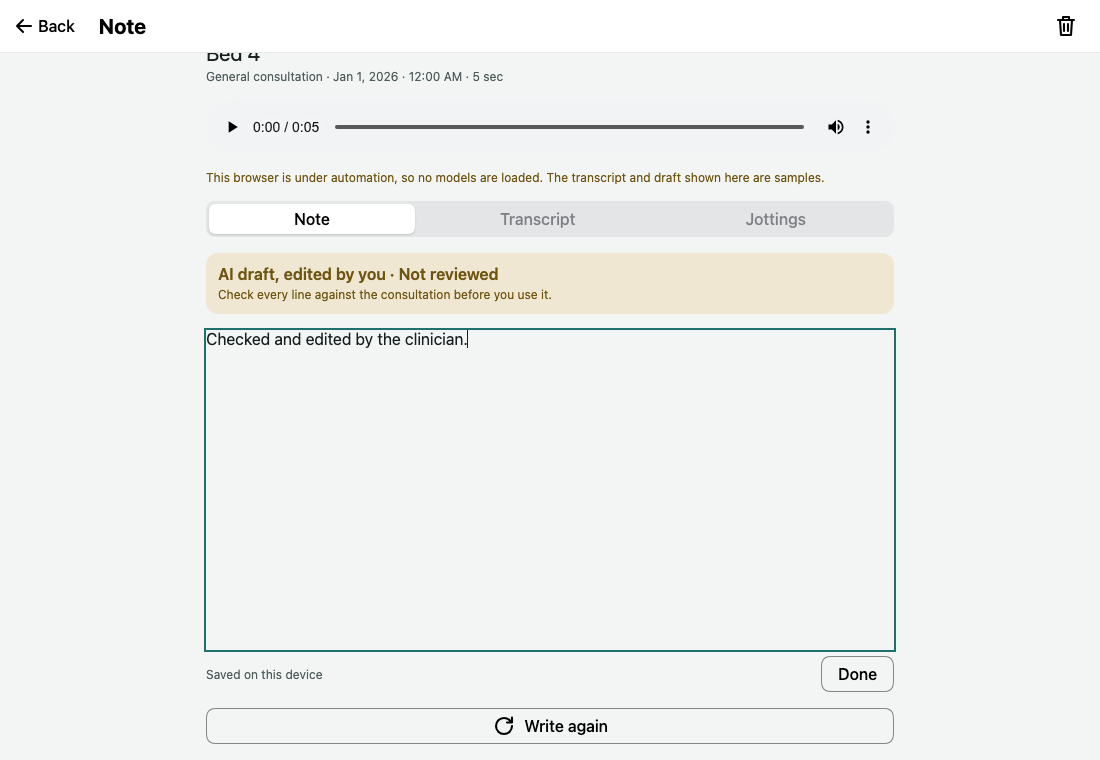 Back
Note
Bed 4
General consultation · Jan 1, 2026 · 12:00 AM · 5 sec
0:00 / 0:05
This browser is under automation, so no models are loaded. The transcript and draft shown here are samples.
Note
Transcript
Jottings
AI draft, edited by you · Not reviewed
Check every line against the consultation before you use it.
Checked and edited by the clinician.
Saved on this device
Done
Write again